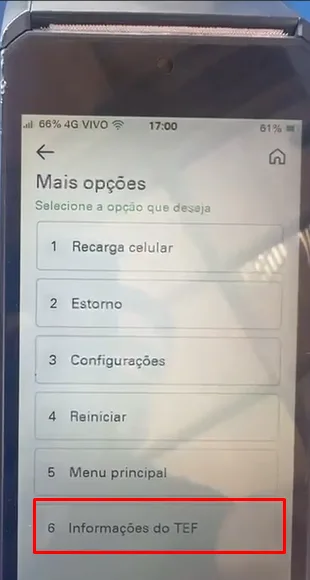 66% 4G VIVO 17:00 61%
Mais opções
Selecione a opção que deseja
1 Recarga celular
2 Estorno
3 Configurações
4 Reiniciar
5 Menu principal
6 Informações do TEF